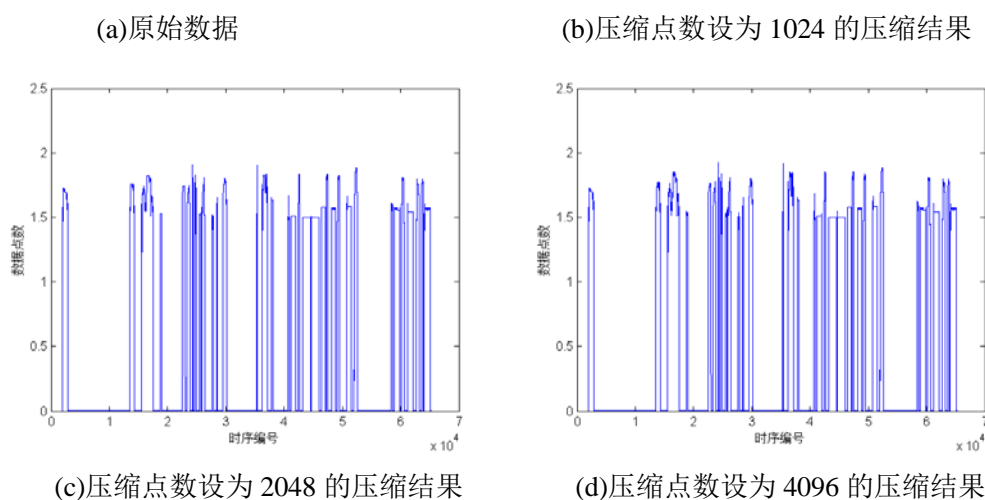 (a)原始数据
(b)压缩点数设为 1024 的压缩结果
2.5
2
1.5
1
0.5
0
数据点数
0 1 2 3 4 5 6 7
时序编号
x 10^4
2.5
2
1.5
1
0.5
0
数据点数
0 1 2 3 4 5 6 7
时序编号
x 10^4
(c)压缩点数设为 2048 的压缩结果
(d)压缩点数设为 4096 的压缩结果